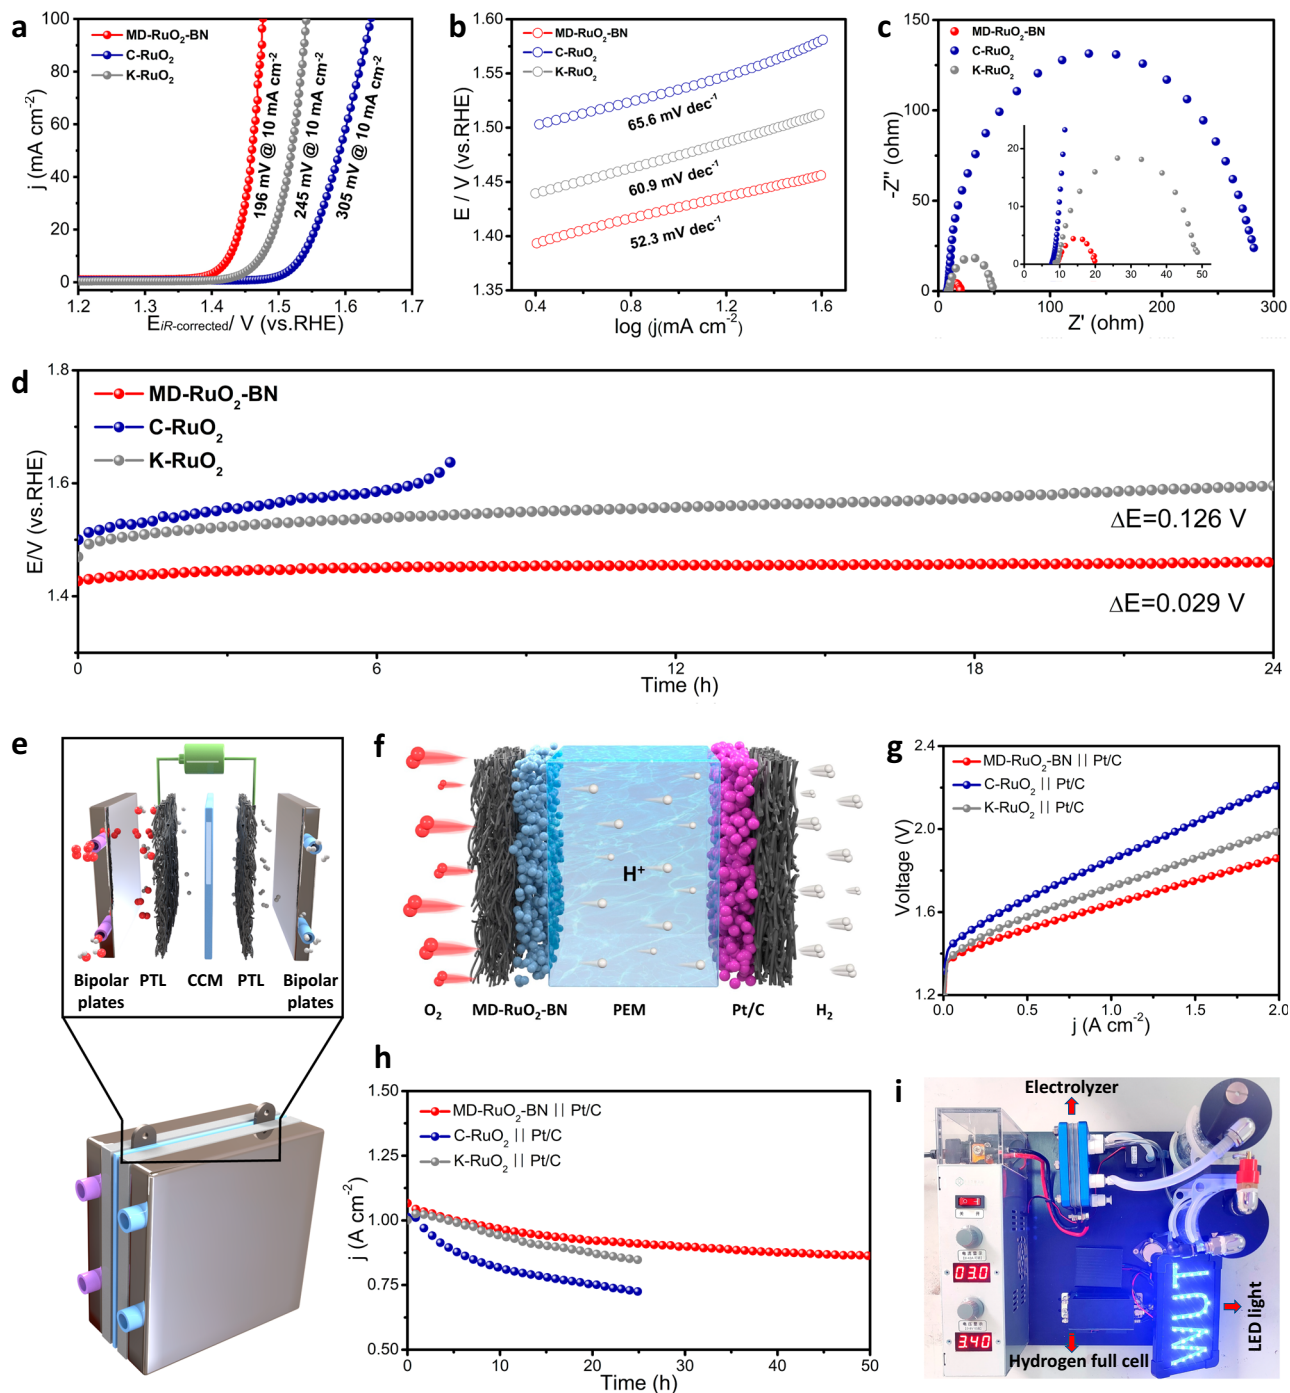 a
MD-RuO₂-BN
C-RuO₂
K-RuO₂
196 mV @ 10 mA cm⁻²
245 mV @ 10 mA cm⁻²
305 mV @ 10 mA cm⁻²
100
80
60
40
20
0
j (mA cm⁻²)
1.2 1.3 1.4 1.5 1.6 1.7
E iR-corrected/ V (vs.RHE)
b
MD-RuO₂-BN
C-RuO₂
K-RuO₂
65.6 mV dec⁻¹
60.9 mV dec⁻¹
52.3 mV dec⁻¹
1.60
1.55
1.50
1.45
1.40
1.35
E / V (vs.RHE)
0.4 0.8 1.2 1.6
log (j(mA cm⁻²)
c
MD-RuO₂-BN
C-RuO₂
K-RuO₂
150
100
50
0
-Z'' (ohm)
20
10
0
0 10 20 30 40 50
0 100 200 300
Z' (ohm)
d
MD-RuO₂-BN
C-RuO₂
K-RuO₂
1.8
1.6
1.4
E/V (vs.RHE)
ΔE=0.126 V
ΔE=0.029 V
0 6 12 18 24
Time (h)
e
Bipolar plates
PTL
CCM
PTL
Bipolar plates
f
H⁺
O₂ MD-RuO₂-BN PEM Pt/C H₂
g
MD-RuO₂-BN || Pt/C
C-RuO₂ || Pt/C
K-RuO₂ || Pt/C
2.4
2.0
1.6
1.2
Voltage (V)
0.0 0.5 1.0 1.5 2.0
j (A cm⁻²)
h
MD-RuO₂-BN || Pt/C
C-RuO₂ || Pt/C
K-RuO₂ || Pt/C
1.50
1.25
1.00
0.75
0.50
j (A cm⁻²)
0 10 20 30 40 50
Time (h)
i
Electrolyzer
03.0
3.40
WUT
LED light
Hydrogen full cell